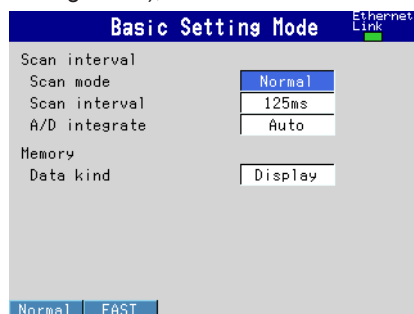 Basic Setting Mode
Ethernet
Link
Scan interval
Scan mode Normal
Scan interval 125ms
A/D integrate Auto
Memory
Data kind Display
Normal FAST